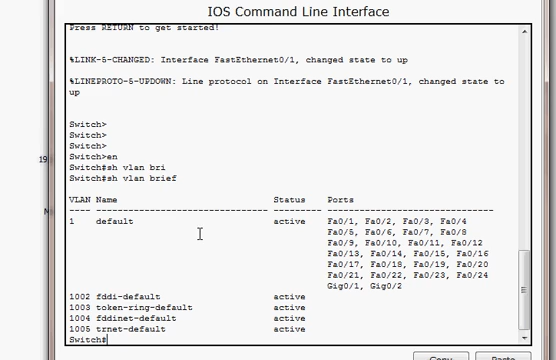 IOS Command Line Interface
Press RETURN to get started!
%LINK-5-CHANGED: Interface FastEthernet0/1, changed state to up
%LINEPROTO-5-UPDOWN: Line protocol on Interface FastEthernet0/1, changed state to
up
Switch>
Switch>
Switch>
Switch>en
Switch#sh vlan bri
Switch#sh vlan brief
VLAN Name Status Ports
---- -------------------------------- --------- -------------------------------
1 default active Fa0/1, Fa0/2, Fa0/3, Fa0/4
Fa0/5, Fa0/6, Fa0/7, Fa0/8
Fa0/9, Fa0/10, Fa0/11, Fa0/12
Fa0/13, Fa0/14, Fa0/15, Fa0/16
Fa0/17, Fa0/18, Fa0/19, Fa0/20
Fa0/21, Fa0/22, Fa0/23, Fa0/24
Gig0/1, Gig0/2
1002 fddi-default active
1003 token-ring-default active
1004 fddinet-default active
1005 trnet-default active
Switch#
Copy Paste